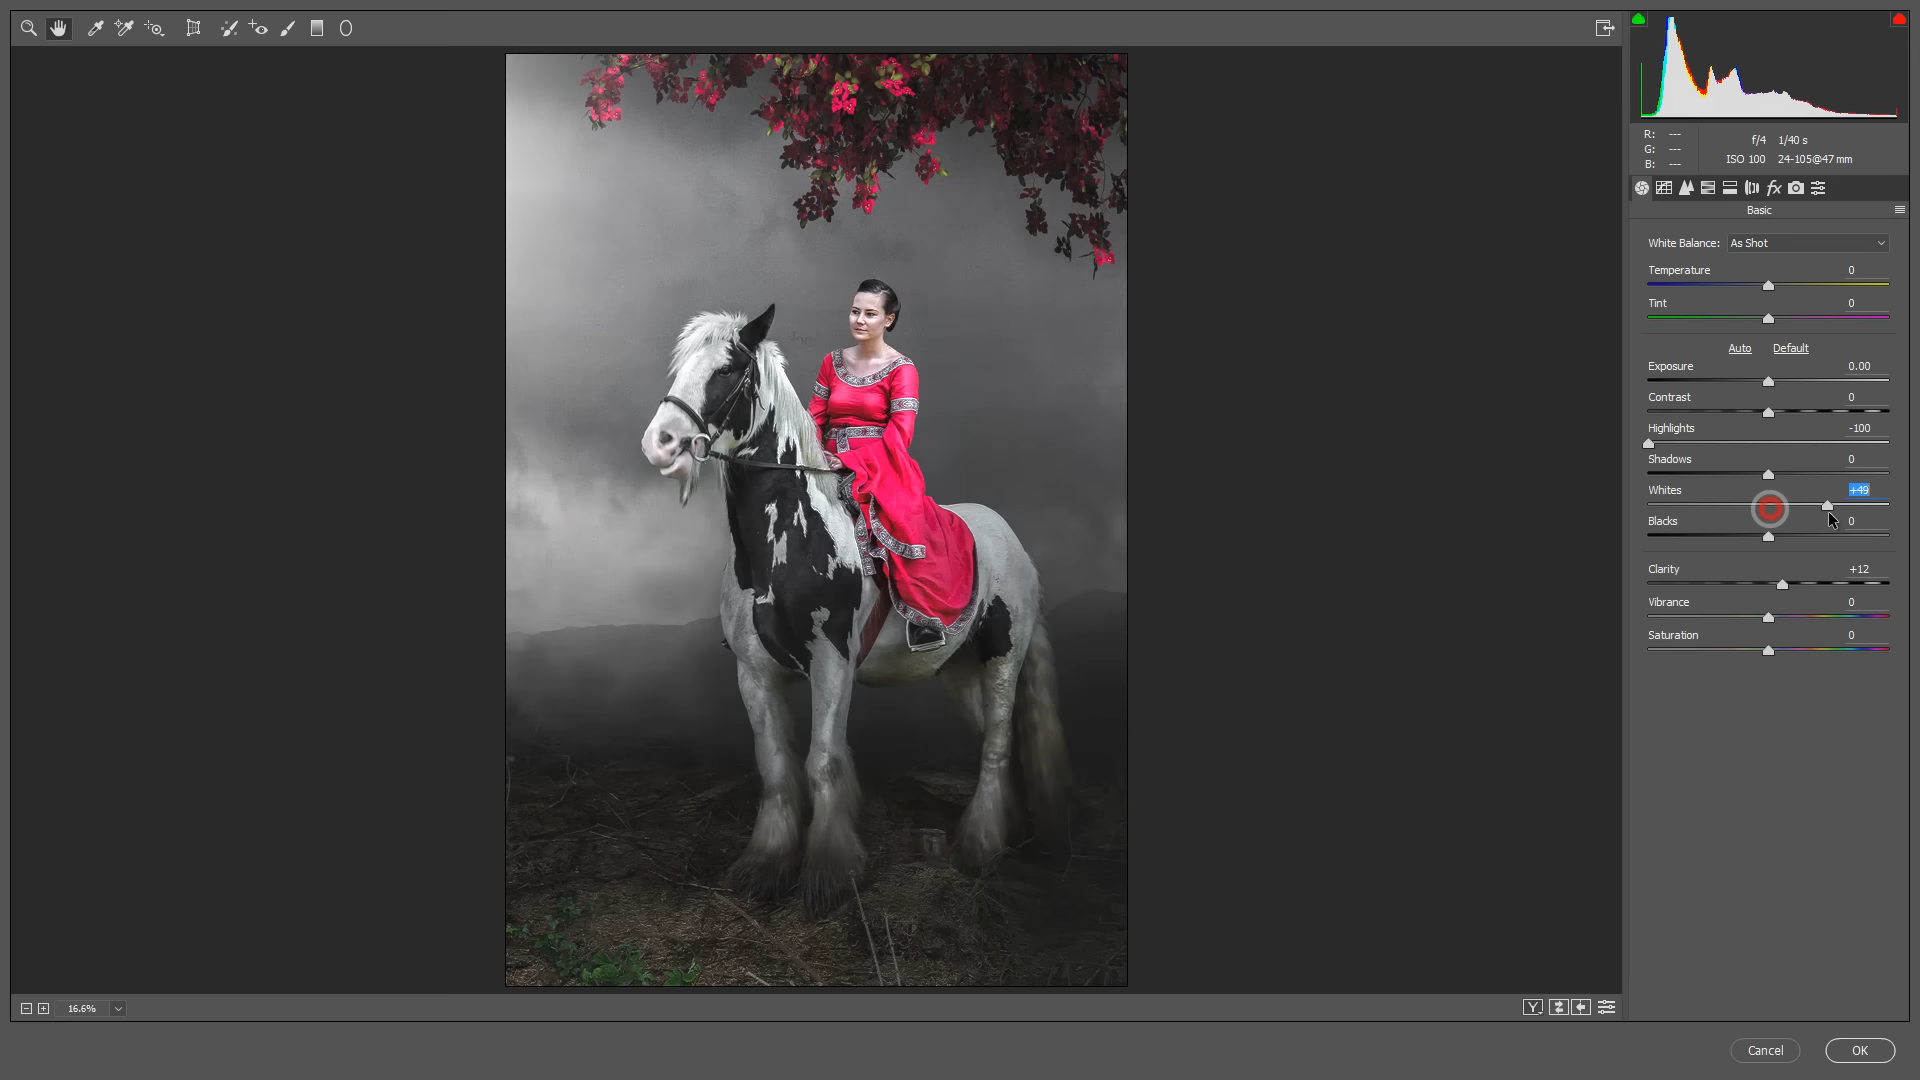 R: ---
G: ---
B: ---
f/4 1/40 s
ISO 100 24-105@47 mm
fx
Basic
White Balance: As Shot
Temperature 0
Tint 0
Auto Default
Exposure 0.00
Contrast 0
Highlights -100
Shadows 0
Whites +49
Blacks 0
Clarity +12
Vibrance 0
Saturation 0
16.6%
Y
Cancel OK